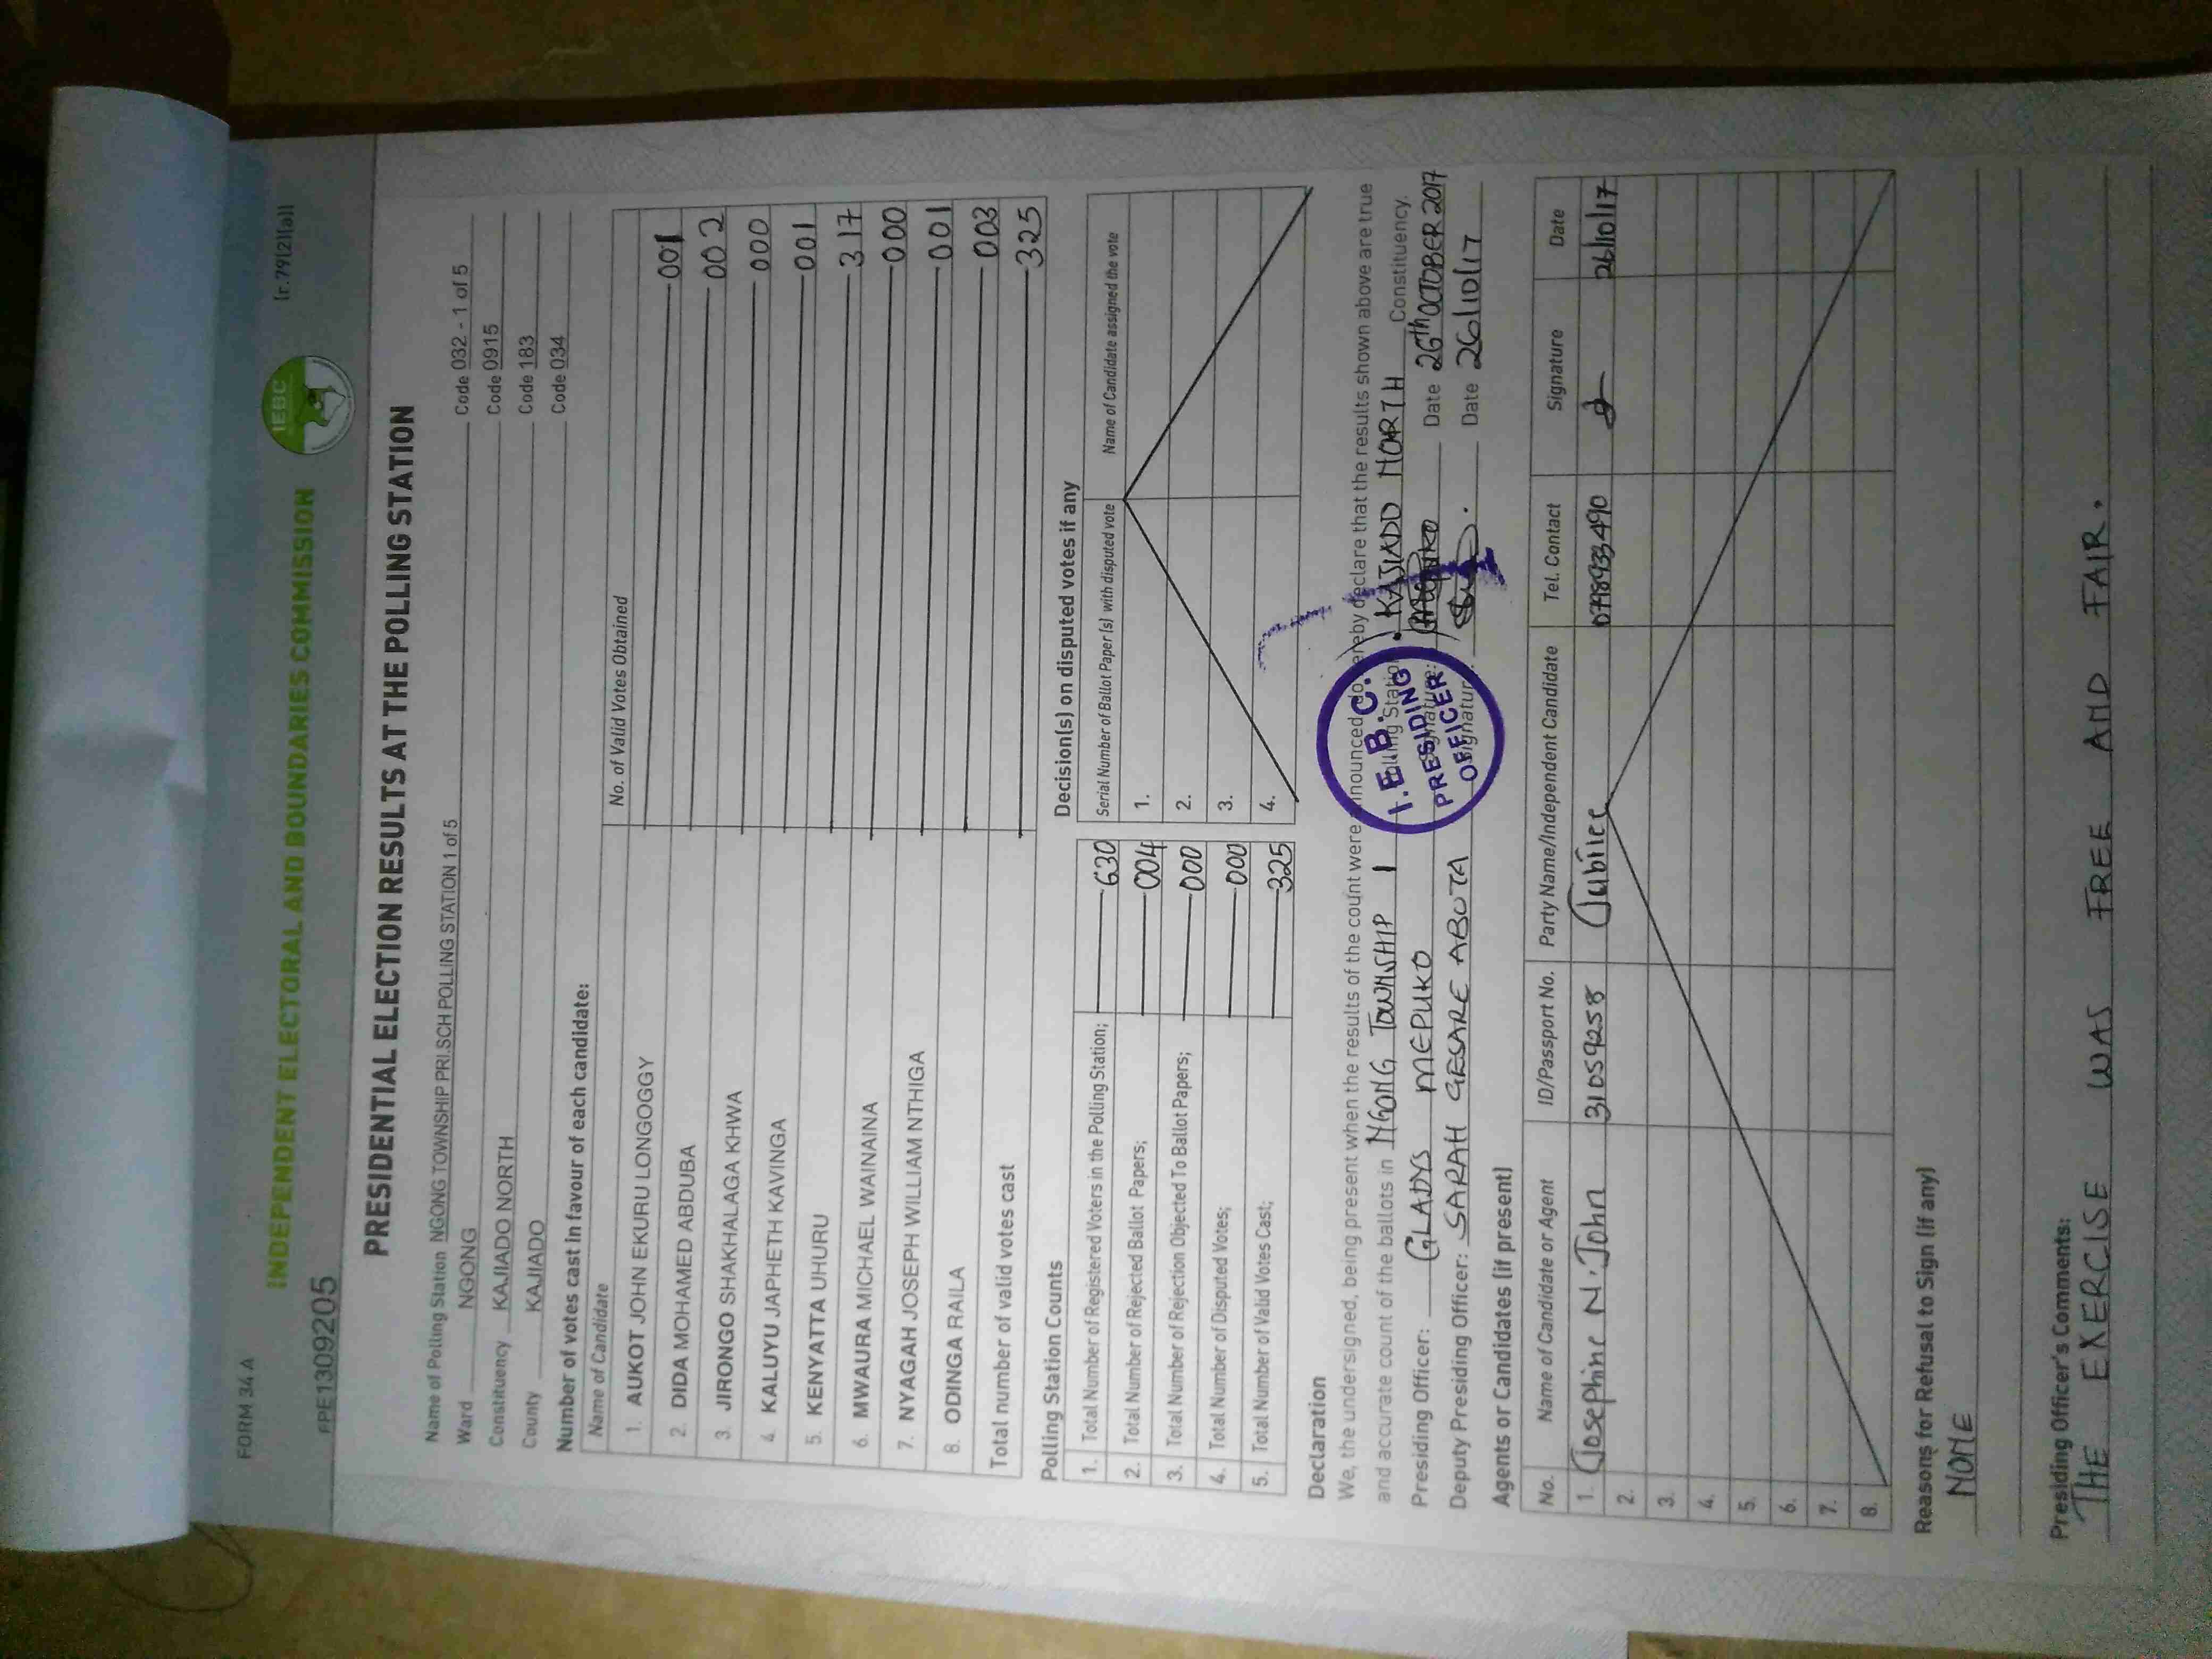 FORM 34 A
[r.79(2)(a)]
INDEPENDENT ELECTORAL AND BOUNDARIES COMMISSION
IEBC
PPE1309205
PRESIDENTIAL ELECTION RESULTS AT THE POLLING STATION
Name of Polling Station NGONG TOWNSHIP PRI.SCH POLLING STATION 1 of 5 Code 032 - 1 of 5
Ward NGONG Code 0915
Constituency KAJIADO NORTH Code 183
County KAJIADO Code 034
Number of votes cast in favour of each candidate:
Name of Candidate No. of Valid Votes Obtained
1. AUKOT JOHN EKURU LONGOGGY 001
2. DIDA MOHAMED ABDUBA 002
3. JIRONGO SHAKHALAGA KHWA 000
4. KALUYU JAPHETH KAVINGA 001
5. KENYATTA UHURU 317
6. MWAURA MICHAEL WAINAINA 000
7. NYAGAH JOSEPH WILLIAM NTHIGA 001
8. ODINGA RAILA 003
Total number of valid votes cast 325
Polling Station Counts
1. Total Number of Registered Voters in the Polling Station; 630
2. Total Number of Rejected Ballot Papers; 004
3. Total Number of Rejection Objected To Ballot Papers; 000
4. Total Number of Disputed Votes; 000
5. Total Number of Valid Votes Cast; 325
Decision(s) on disputed votes if any
Serial Number of Ballot Paper (s) with disputed vote Name of Candidate assigned the vote
1.
2.
3.
4.
Declaration
We, the undersigned, being present when the results of the count were announced do hereby declare that the results shown above are true
and accurate count of the ballots in NGONG TOWNSHIP 1 Polling Station KAJIADO NORTH Constituency.
Presiding Officer: GLADYS MEPUKO Signature: Date 26th OCTOBER 2017
Deputy Presiding Officer: SARAH GESARE ABUTA Signature: Date 26/10/17
I.E.B.C.
PRESIDING
OFFICER
Agents or Candidates (if present)
No. Name of Candidate or Agent ID/Passport No. Party Name/Independent Candidate Tel. Contact Signature Date
1. Josephine N. John 31059258 Jubilee 0798933490 26/10/17
2.
3.
4.
5.
6.
7.
8.
Reasons for Refusal to Sign (if any)
NONE
Presiding Officer's Comments:
THE EXERCISE WAS FREE AND FAIR.